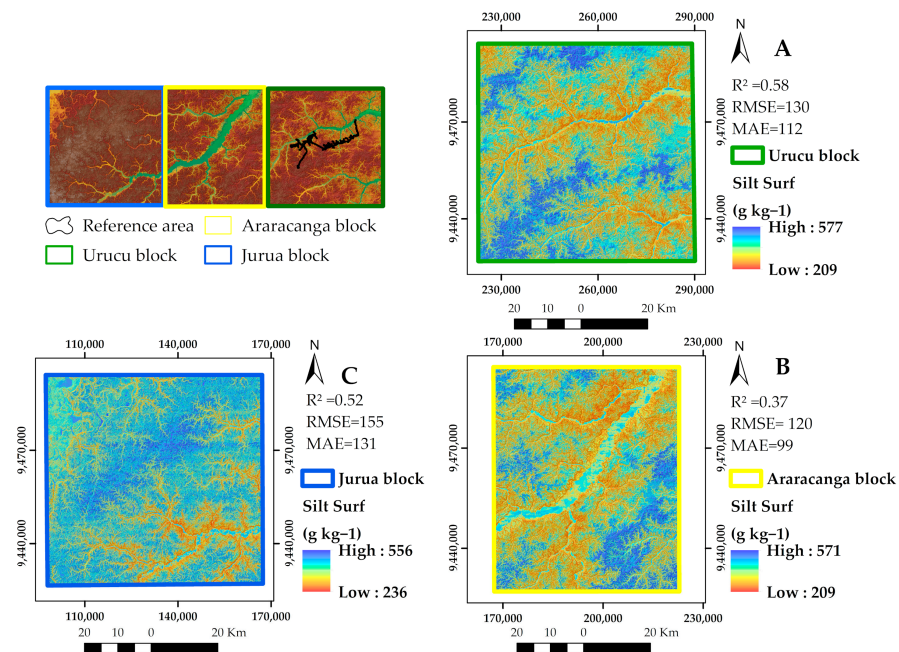 Reference area
Araracanga block
Urucu block
Jurua block
230,000
260,000
290,000
9,470,000
9,440,000
9,470,000
9,440,000
230,000
260,000
290,000
20 10 0 20 Km
N
A
R² =0.58
RMSE=130
MAE=112
Urucu block
Silt Surf
(g kg–1)
High : 577
Low : 209
110,000
140,000
170,000
9,470,000
9,440,000
9,470,000
9,440,000
110,000
140,000
170,000
20 10 0 20 Km
N
C
R² =0.52
RMSE=155
MAE=131
Jurua block
Silt Surf
(g kg–1)
High : 556
Low : 236
170,000
200,000
230,000
9,470,000
9,440,000
9,470,000
9,440,000
170,000
200,000
230,000
20 10 0 20 Km
N
B
R² =0.37
RMSE= 120
MAE=99
Araracanga block
Silt Surf
(g kg–1)
High : 571
Low : 209